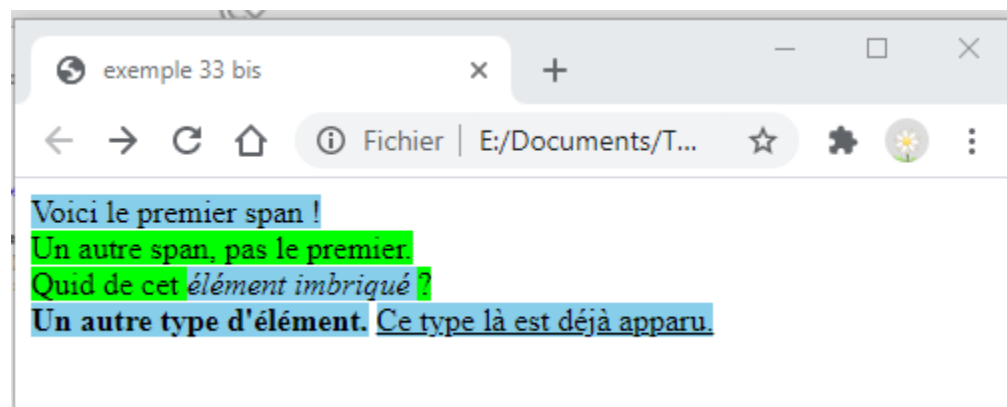 exemple 33 bis
Fichier | E:/Documents/T...
Voici le premier span !
Un autre span, pas le premier.
Quid de cet élément imbriqué ?
Un autre type d'élément. Ce type là est déjà apparu.